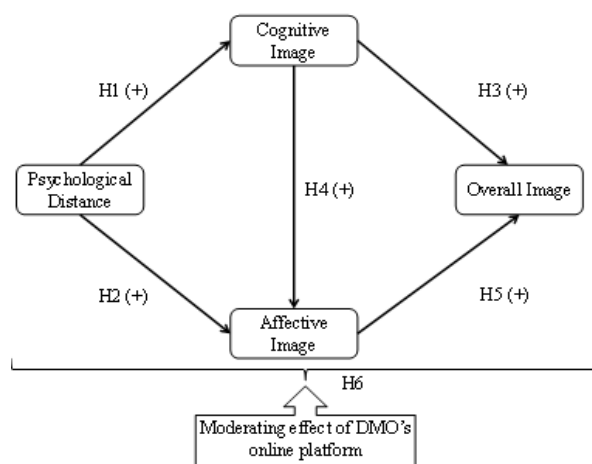 Cognitive
Image
H1 (+)
H3 (+)
Psychological
Distance
H4 (+)
Overall Image
H2 (+)
H5 (+)
Affective
Image
H6
Moderating effect of DMO's
online platform